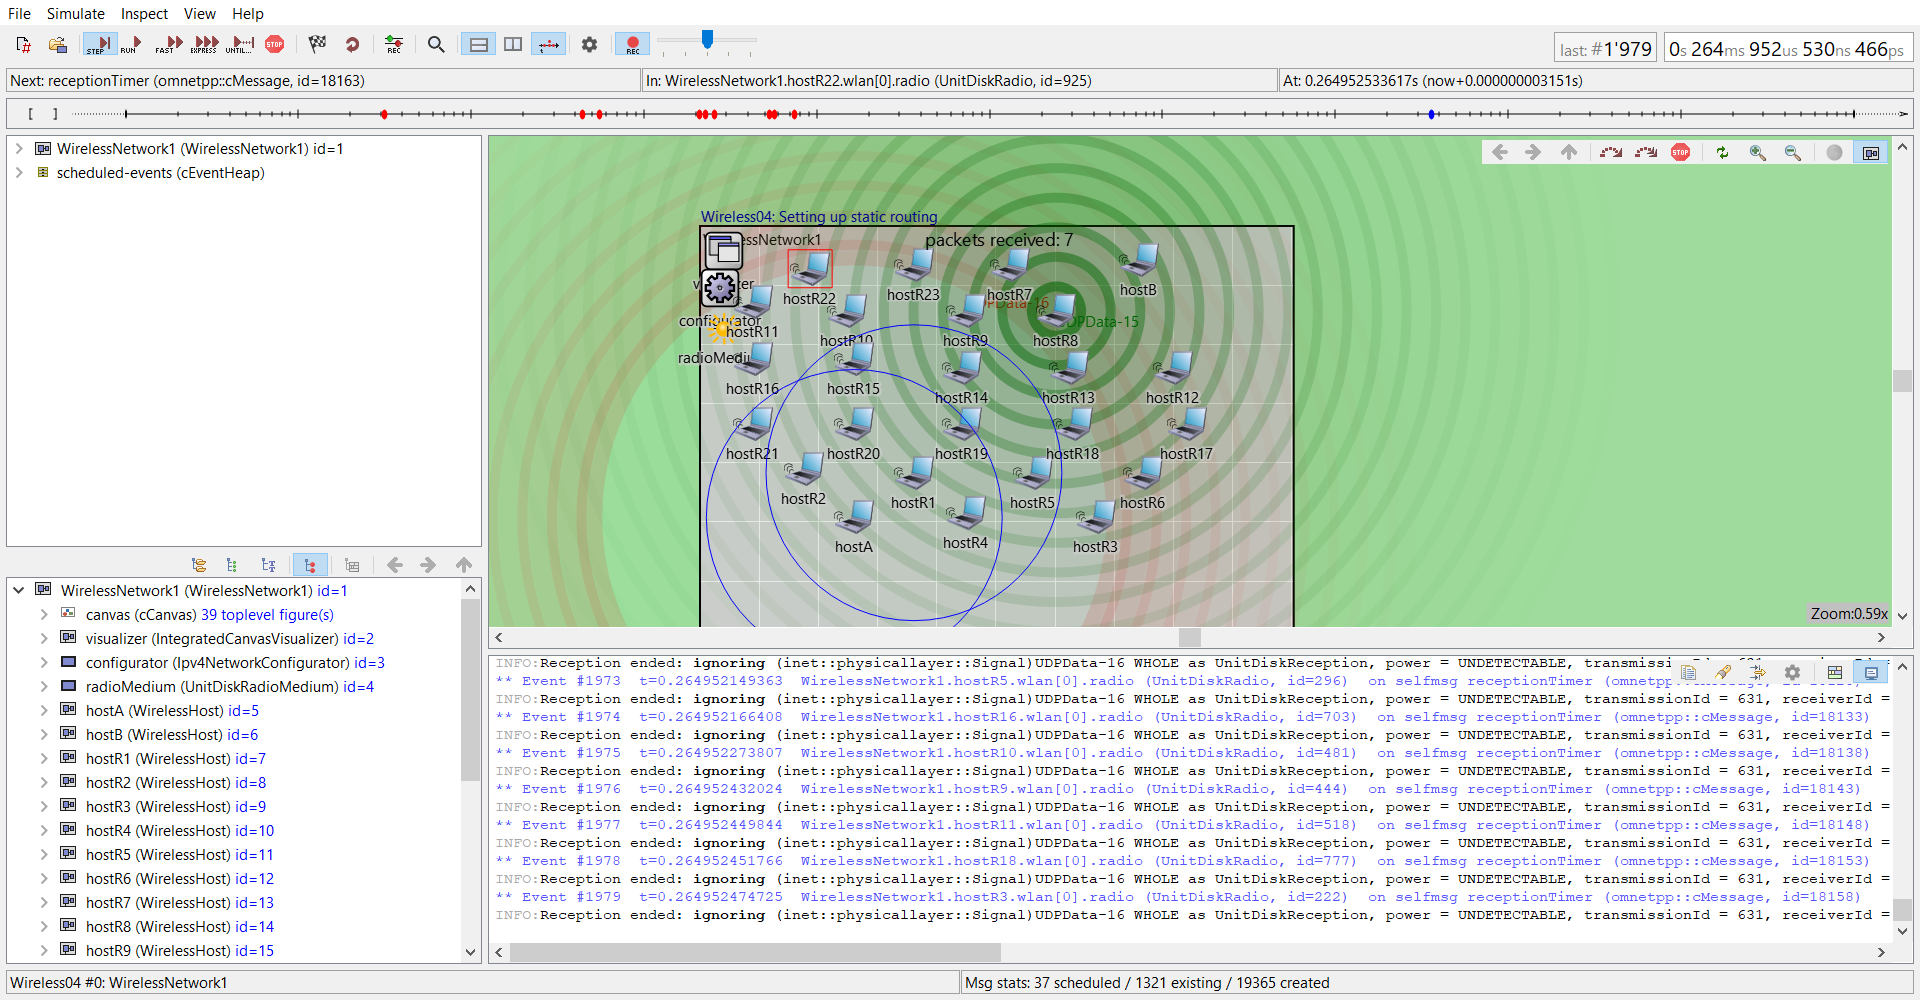 File Simulate Inspect View Help
STEP RUN FAST EXPRESS UNTIL... STOP REC REC
last: #1'979 0s 264ms 952us 530ns 466ps
Next: receptionTimer (omnetpp::cMessage, id=18163) In: WirelessNetwork1.hostR22.wlan[0].radio (UnitDiskRadio, id=925) At: 0.264952533617s (now+0.000000003151s)
[ ]
WirelessNetwork1 (WirelessNetwork1) id=1
scheduled-events (cEventHeap)
WirelessNetwork1 (WirelessNetwork1) id=1
canvas (cCanvas) 39 toplevel figure(s)
visualizer (IntegratedCanvasVisualizer) id=2
configurator (Ipv4NetworkConfigurator) id=3
radioMedium (UnitDiskRadioMedium) id=4
hostA (WirelessHost) id=5
hostB (WirelessHost) id=6
hostR1 (WirelessHost) id=7
hostR2 (WirelessHost) id=8
hostR3 (WirelessHost) id=9
hostR4 (WirelessHost) id=10
hostR5 (WirelessHost) id=11
hostR6 (WirelessHost) id=12
hostR7 (WirelessHost) id=13
hostR8 (WirelessHost) id=14
hostR9 (WirelessHost) id=15
STOP
Wireless04: Setting up static routing
packets received: 7
hostR22
hostR23
hostR7
hostB
UDPData-15
configurator
hostR11
hostR10
hostR9
hostR8
hostR16
hostR15
hostR14
hostR13
hostR12
hostR21
hostR20
hostR19
hostR18
hostR17
hostR2
hostR1
hostR5
hostR6
hostA
hostR4
hostR3
Zoom:0.59x
INFO:Reception ended: ignoring (inet::physicallayer::Signal)UDPData-16 WHOLE as UnitDiskReception, power = UNDETECTABLE, transmissionId = 631, receiverId =
** Event #1973 t=0.264952149363 WirelessNetwork1.hostR5.wlan[0].radio (UnitDiskRadio, id=296) on selfmsg receptionTimer
INFO:Reception ended: ignoring (inet::physicallayer::Signal)UDPData-16 WHOLE as UnitDiskReception, power = UNDETECTABLE, transmissionId = 631, receiverId =
** Event #1974 t=0.264952166408 WirelessNetwork1.hostR16.wlan[0].radio (UnitDiskRadio, id=703) on selfmsg receptionTimer (omnetpp::cMessage, id=18133)
INFO:Reception ended: ignoring (inet::physicallayer::Signal)UDPData-16 WHOLE as UnitDiskReception, power = UNDETECTABLE, transmissionId = 631, receiverId =
** Event #1975 t=0.264952273807 WirelessNetwork1.hostR10.wlan[0].radio (UnitDiskRadio, id=481) on selfmsg receptionTimer (omnetpp::cMessage, id=18138)
INFO:Reception ended: ignoring (inet::physicallayer::Signal)UDPData-16 WHOLE as UnitDiskReception, power = UNDETECTABLE, transmissionId = 631, receiverId =
** Event #1976 t=0.264952432024 WirelessNetwork1.hostR9.wlan[0].radio (UnitDiskRadio, id=444) on selfmsg receptionTimer (omnetpp::cMessage, id=18143)
INFO:Reception ended: ignoring (inet::physicallayer::Signal)UDPData-16 WHOLE as UnitDiskReception, power = UNDETECTABLE, transmissionId = 631, receiverId =
** Event #1977 t=0.264952449844 WirelessNetwork1.hostR11.wlan[0].radio (UnitDiskRadio, id=518) on selfmsg receptionTimer (omnetpp::cMessage, id=18148)
INFO:Reception ended: ignoring (inet::physicallayer::Signal)UDPData-16 WHOLE as UnitDiskReception, power = UNDETECTABLE, transmissionId = 631, receiverId =
** Event #1978 t=0.264952451766 WirelessNetwork1.hostR18.wlan[0].radio (UnitDiskRadio, id=777) on selfmsg receptionTimer (omnetpp::cMessage, id=18153)
INFO:Reception ended: ignoring (inet::physicallayer::Signal)UDPData-16 WHOLE as UnitDiskReception, power = UNDETECTABLE, transmissionId = 631, receiverId =
** Event #1979 t=0.264952474725 WirelessNetwork1.hostR3.wlan[0].radio (UnitDiskRadio, id=222) on selfmsg receptionTimer (omnetpp::cMessage, id=18158)
INFO:Reception ended: ignoring (inet::physicallayer::Signal)UDPData-16 WHOLE as UnitDiskReception, power = UNDETECTABLE, transmissionId = 631, receiverId =
Wireless04 #0: WirelessNetwork1 Msg stats: 37 scheduled / 1321 existing / 19365 created